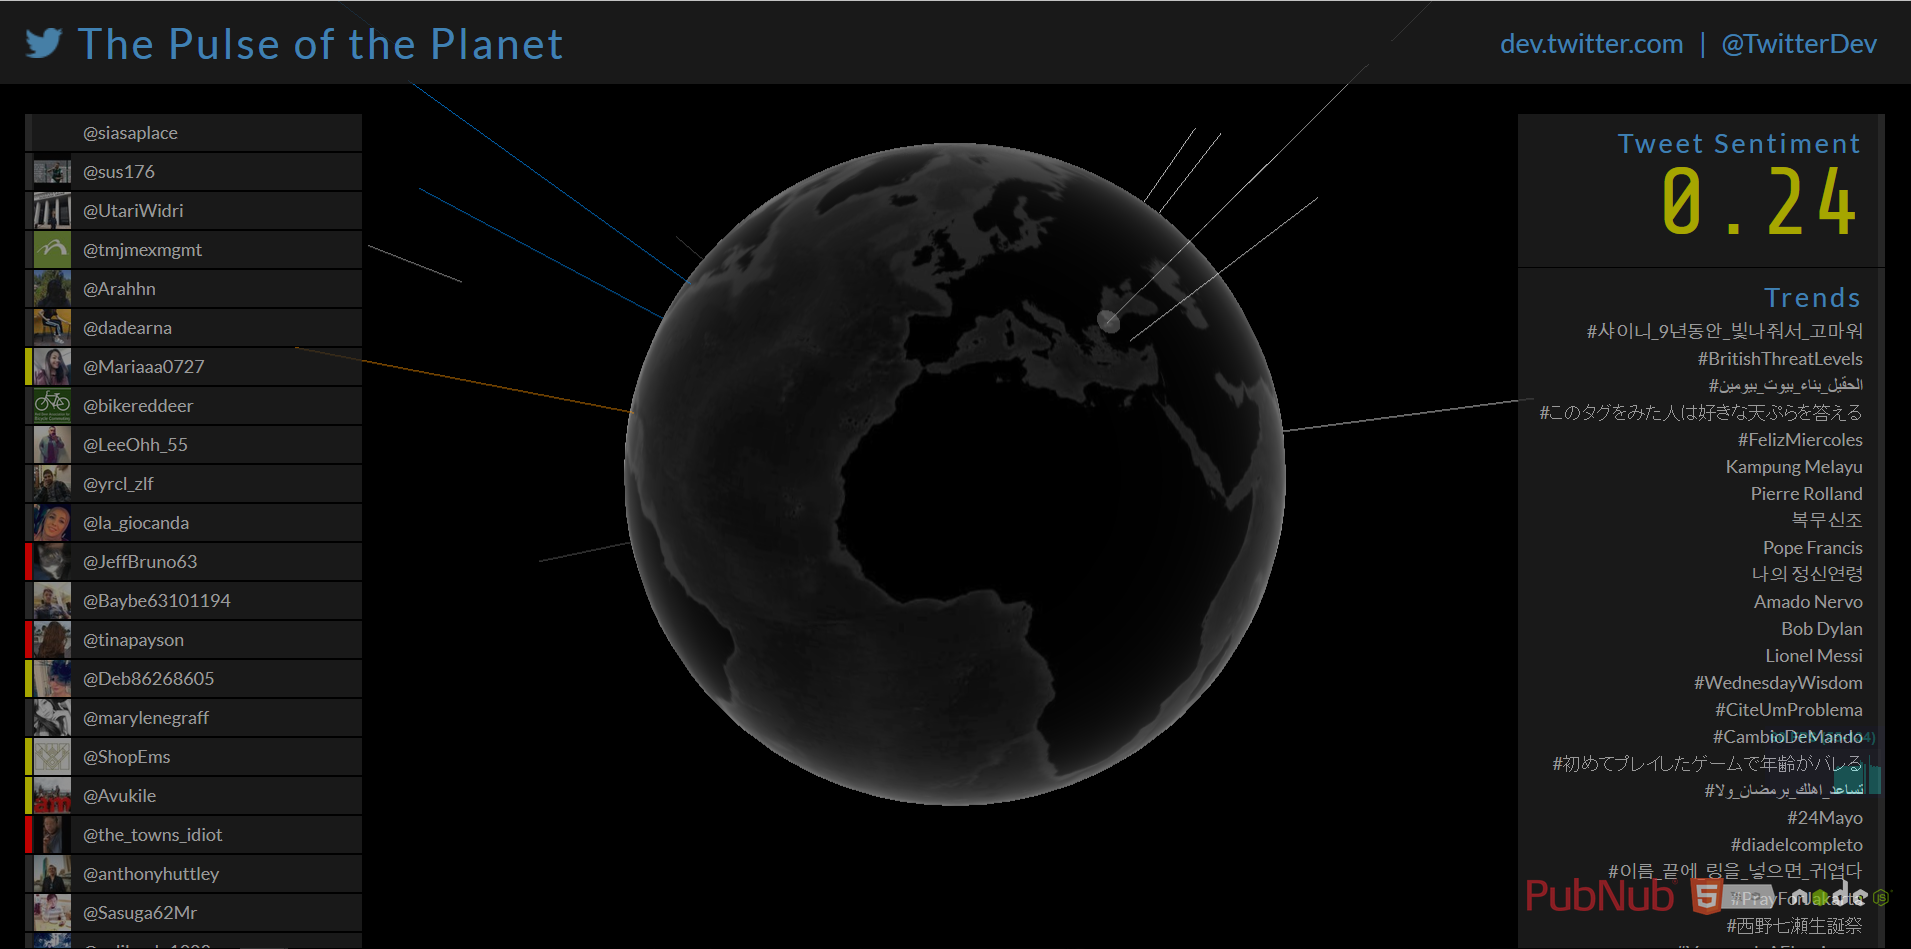 The Pulse of the Planet
dev.twitter.com | @TwitterDev
@siasaplace
@sus176
@UtariWidri
@tmjmexmgmt
@Arahhn
@dadearna
@Mariaaa0727
@bikereddeer
@LeeOhh_55
@yrcl_zlf
@la_giocanda
@JeffBruno63
@Baybe63101194
@tinapayson
@Deb86268605
@marylenegraff
@ShopEms
@Avukile
@the_towns_idiot
@anthonyhuttley
@Sasuga62Mr
Tweet Sentiment
0.24
Trends
#샤이니_9년동안_빛나줘서_고마워
#BritishThreatLevels
#الحقيل_بناء_بيوت_بيومين
#このタグをみた人は好きな天ぷらを答える
#FelizMiercoles
Kampung Melayu
Pierre Rolland
복무신조
Pope Francis
나의 정신연령
Amado Nervo
Bob Dylan
Lionel Messi
#WednesdayWisdom
#CiteUmProblema
#CambioDeMando
#初めてプレイしたゲームで年齢がバレる
#تساعد_اهلك_برمضان_ولا
#24Mayo
#diadelcompleto
#이름_끝에_링을_넣으면_귀엽다
#PrayForJakarta
PubNub
node
#西野七瀬生誕祭